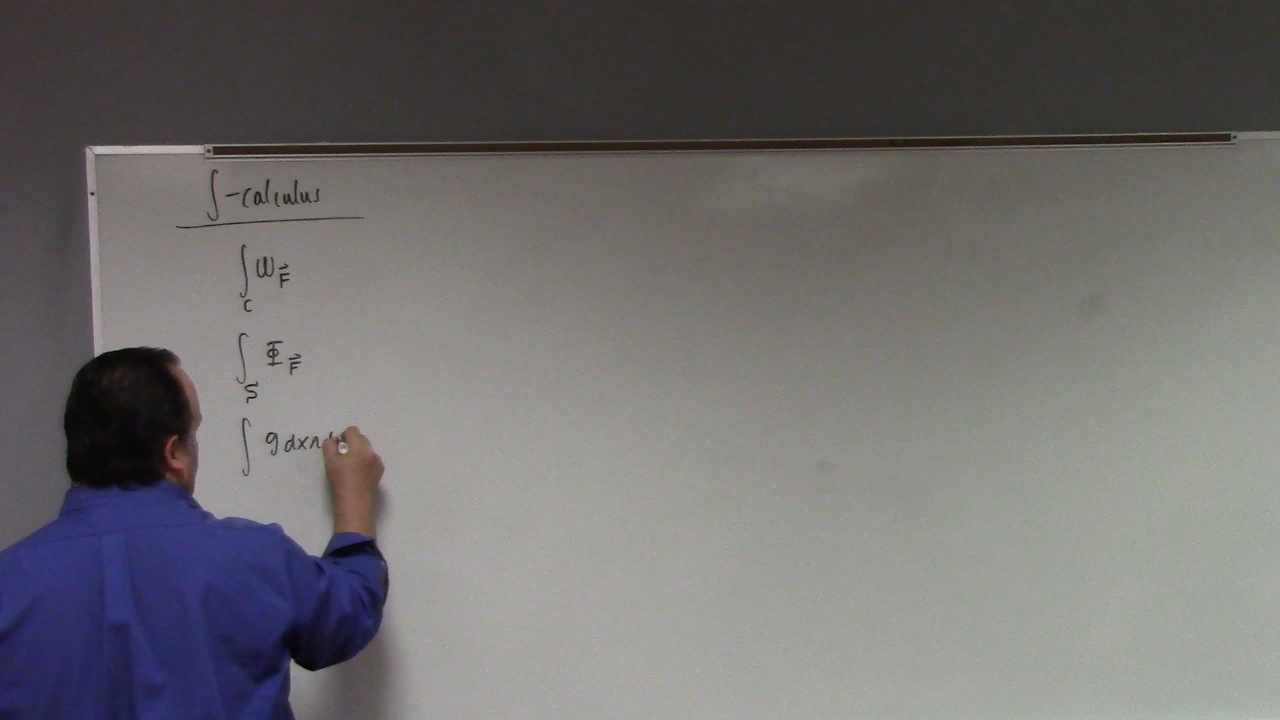 ∫-calculus
∫_C ω_F⃗
∫_S Φ_F⃗
∫ g dx∧d